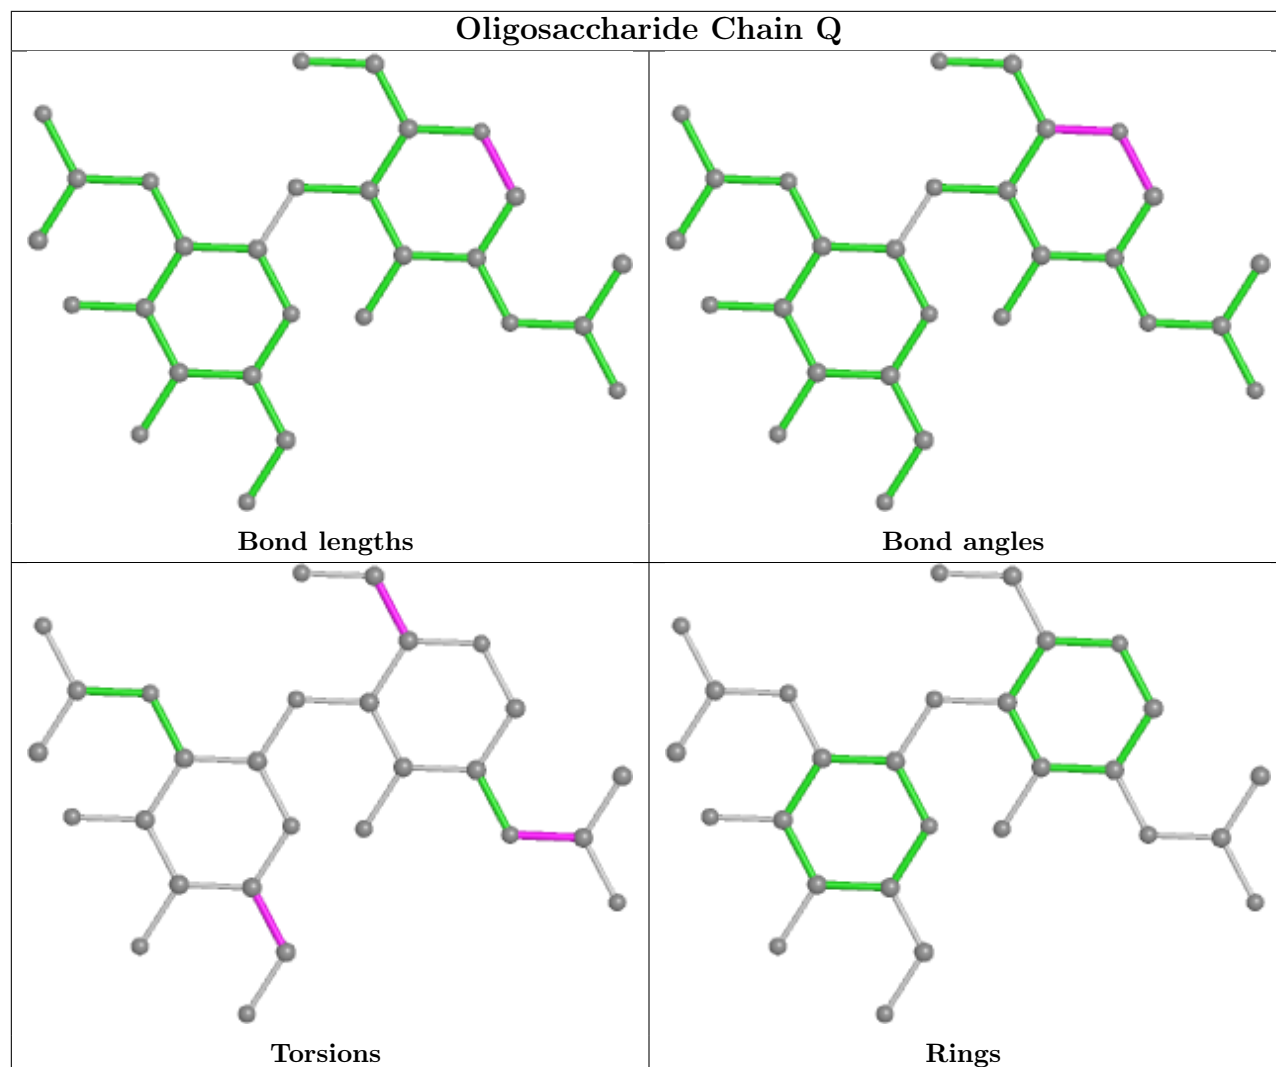 Oligosaccharide Chain Q
Bond lengths
Bond angles
Torsions
Rings